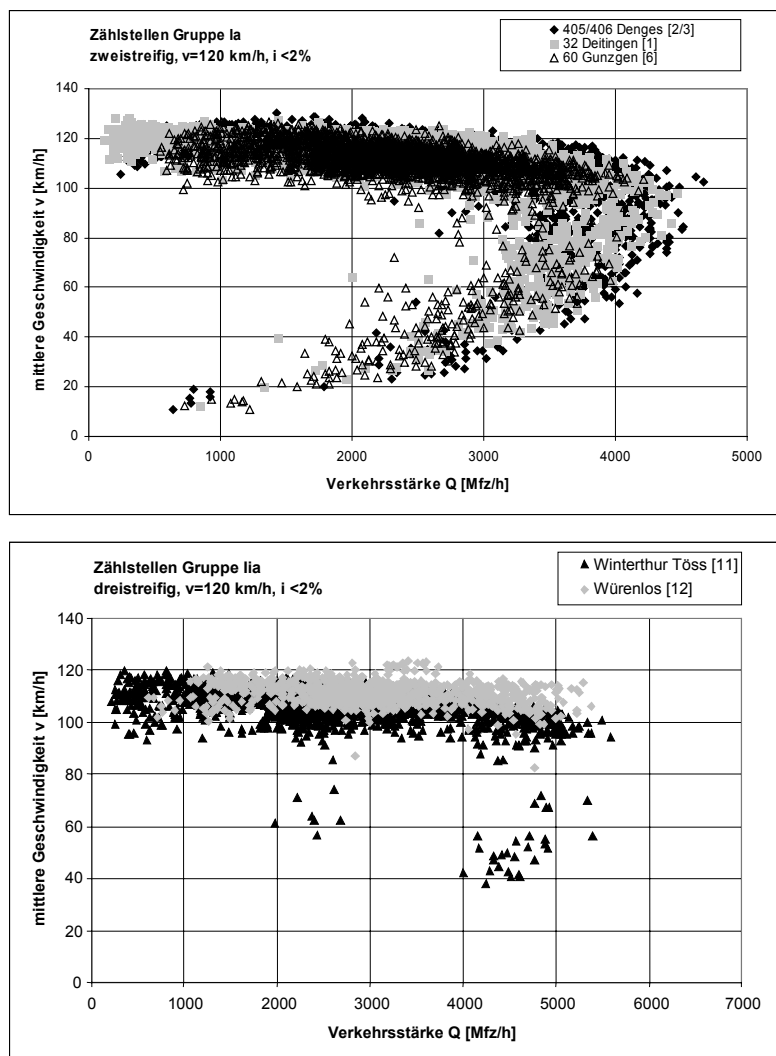 Zählstellen Gruppe Ia
zweistreifig, v=120 km/h, i <2%
405/406 Denges [2/3]
32 Deitingen [1]
60 Gunzgen [6]
mittlere Geschwindigkeit v [km/h]
140
120
100
80
60
40
20
0
0 1000 2000 3000 4000 5000
Verkehrsstärke Q [Mfz/h]
Zählstellen Gruppe Iia
dreistreifig, v=120 km/h, i <2%
Winterthur Töss [11]
Würenlos [12]
mittlere Geschwindigkeit v [km/h]
140
120
100
80
60
40
20
0
0 1000 2000 3000 4000 5000 6000 7000
Verkehrsstärke Q [Mfz/h]